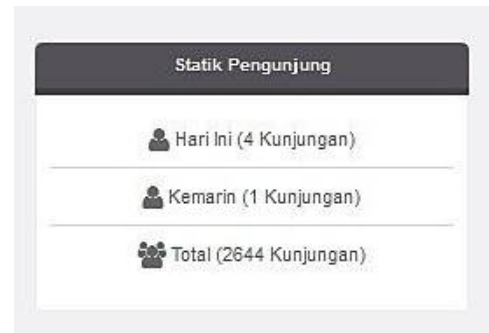 Statik Pengunjung
Hari Ini (4 Kunjungan)
Kemarin (1 Kunjungan)
Total (2644 Kunjungan)